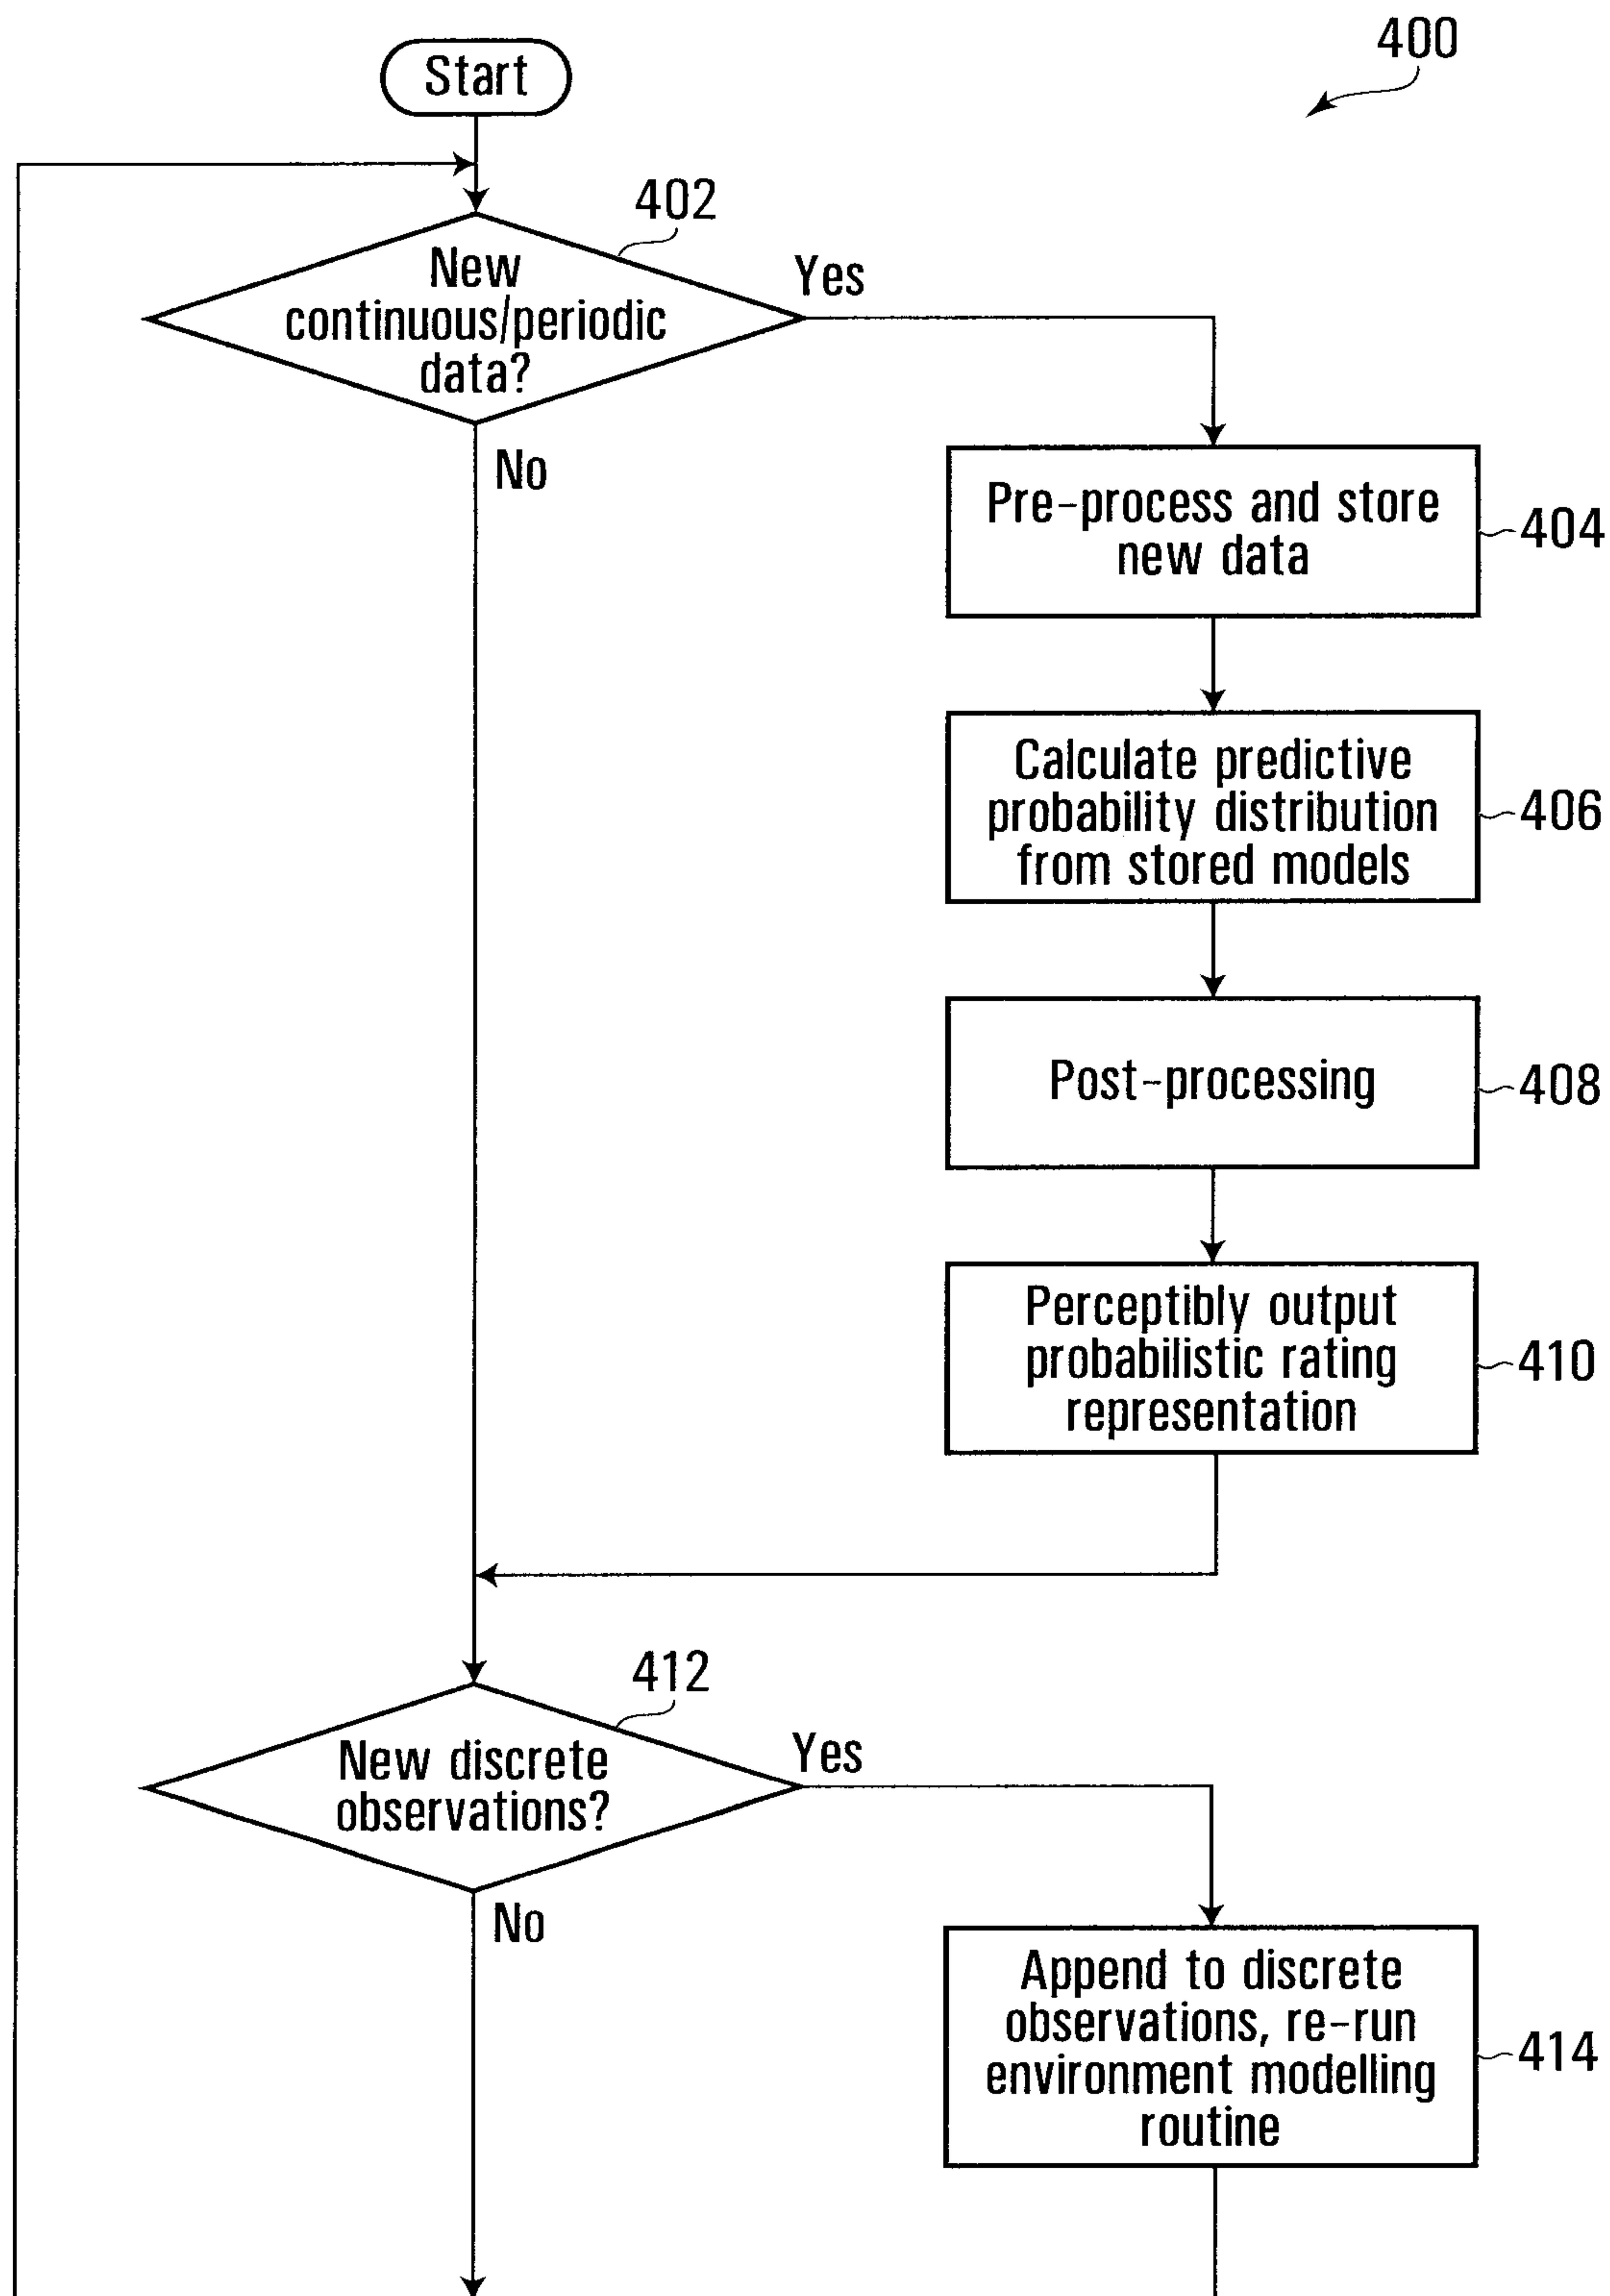 400
Start
402
New
continuous/periodic
data?
Yes
No
Pre-process and store
new data
404
Calculate predictive
probability distribution
from stored models
406
Post-processing
408
Perceptibly output
probabilistic rating
representation
410
412
New discrete
observations?
Yes
No
Append to discrete
observations, re-run
environment modelling
routine
414